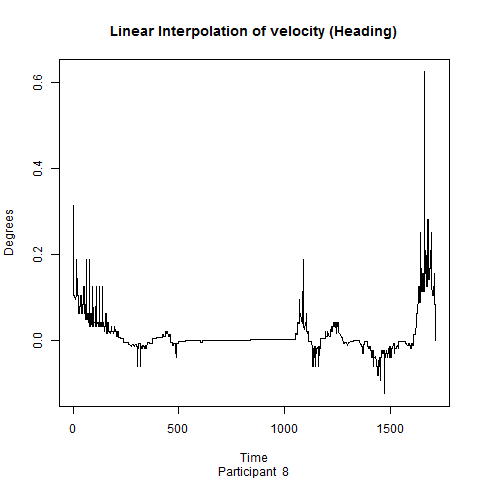 Linear Interpolation of velocity (Heading)
Degrees
0.6
0.4
0.2
0.0
0 500 1000 1500
Time
Participant 8